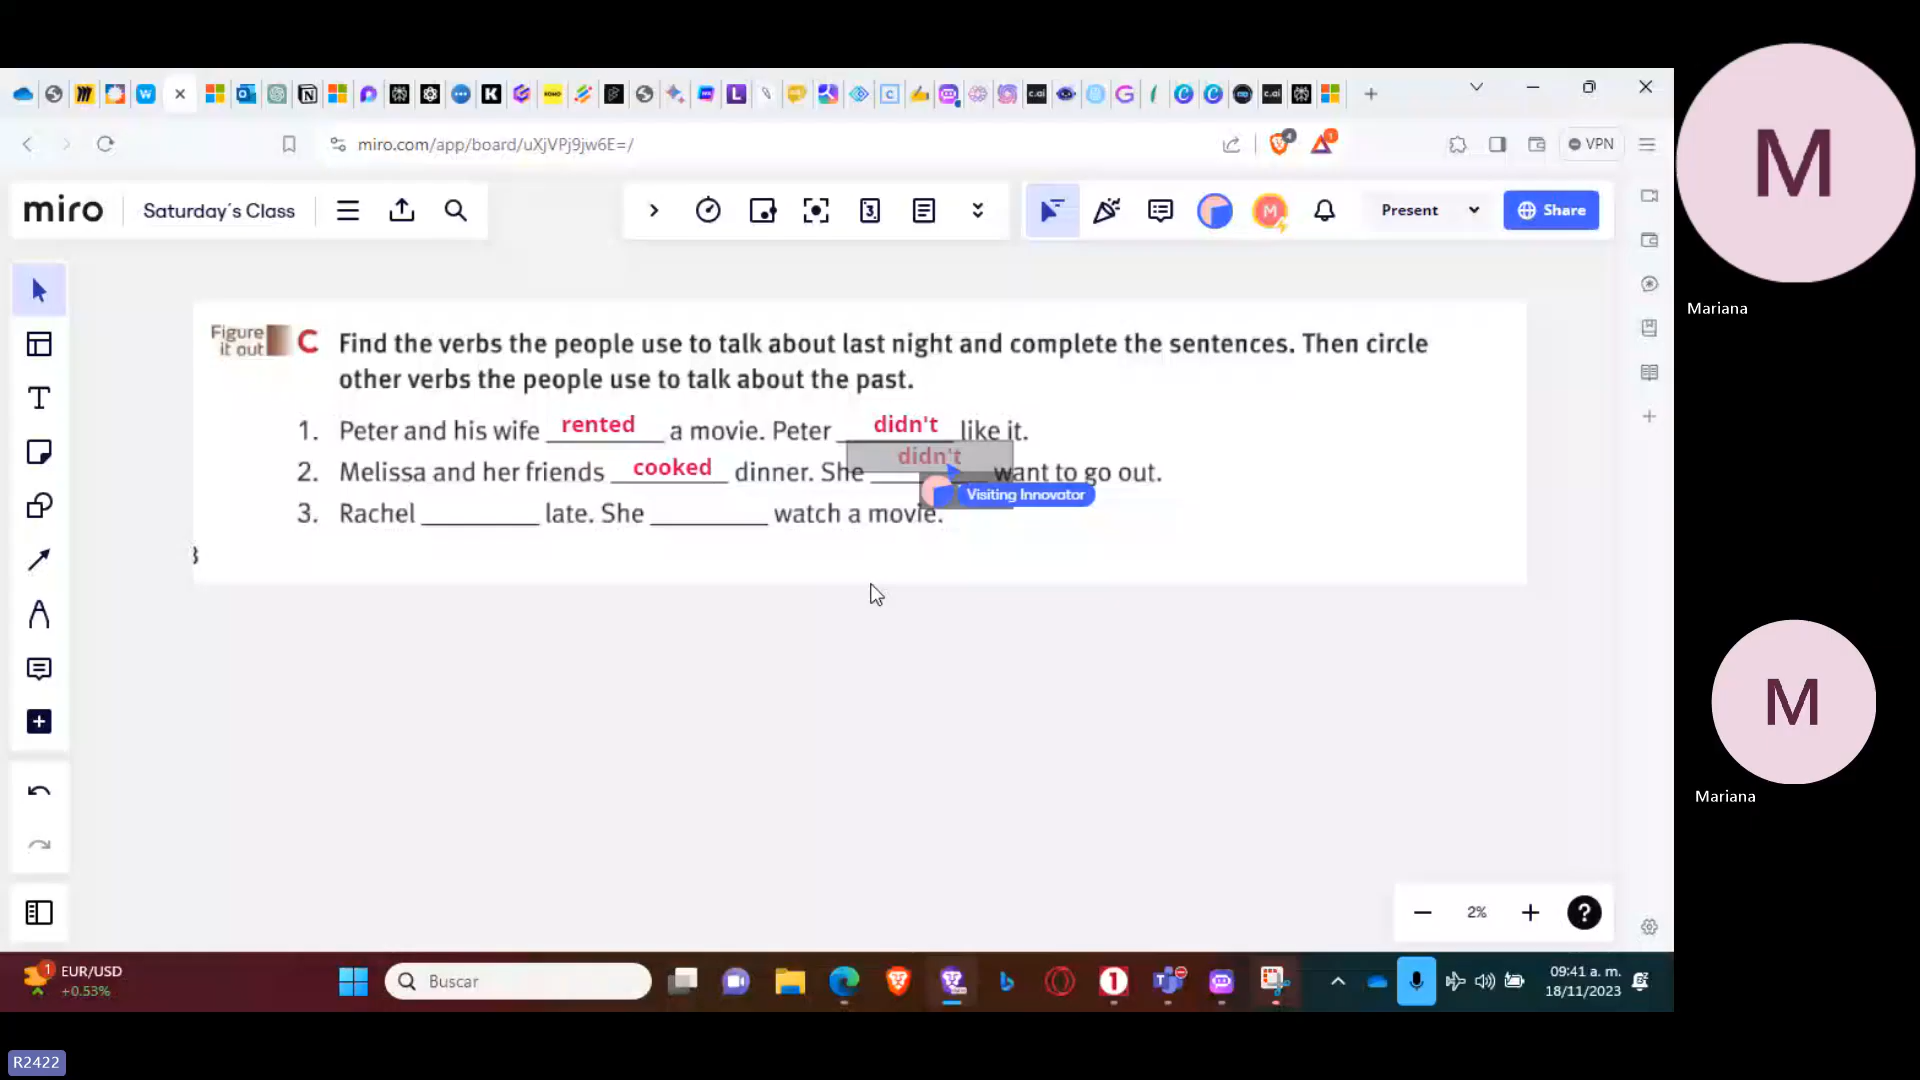 miro.com/app/board/uXjVPj9jw6E=/
VPN
miro
Saturday´s Class
Present
Share
M
Mariana
Figure it out
C
Find the verbs the people use to talk about last night and complete the sentences. Then circle
other verbs the people use to talk about the past.
1. Peter and his wife rented a movie. Peter didn't like it.
didn't
2. Melissa and her friends cooked dinner. She ________ want to go out.
Visiting Innovator
3. Rachel ________ late. She ________ watch a movie.
M
Mariana
2%
EUR/USD
+0.53%
Buscar
09:41 a. m.
18/11/2023
R2422